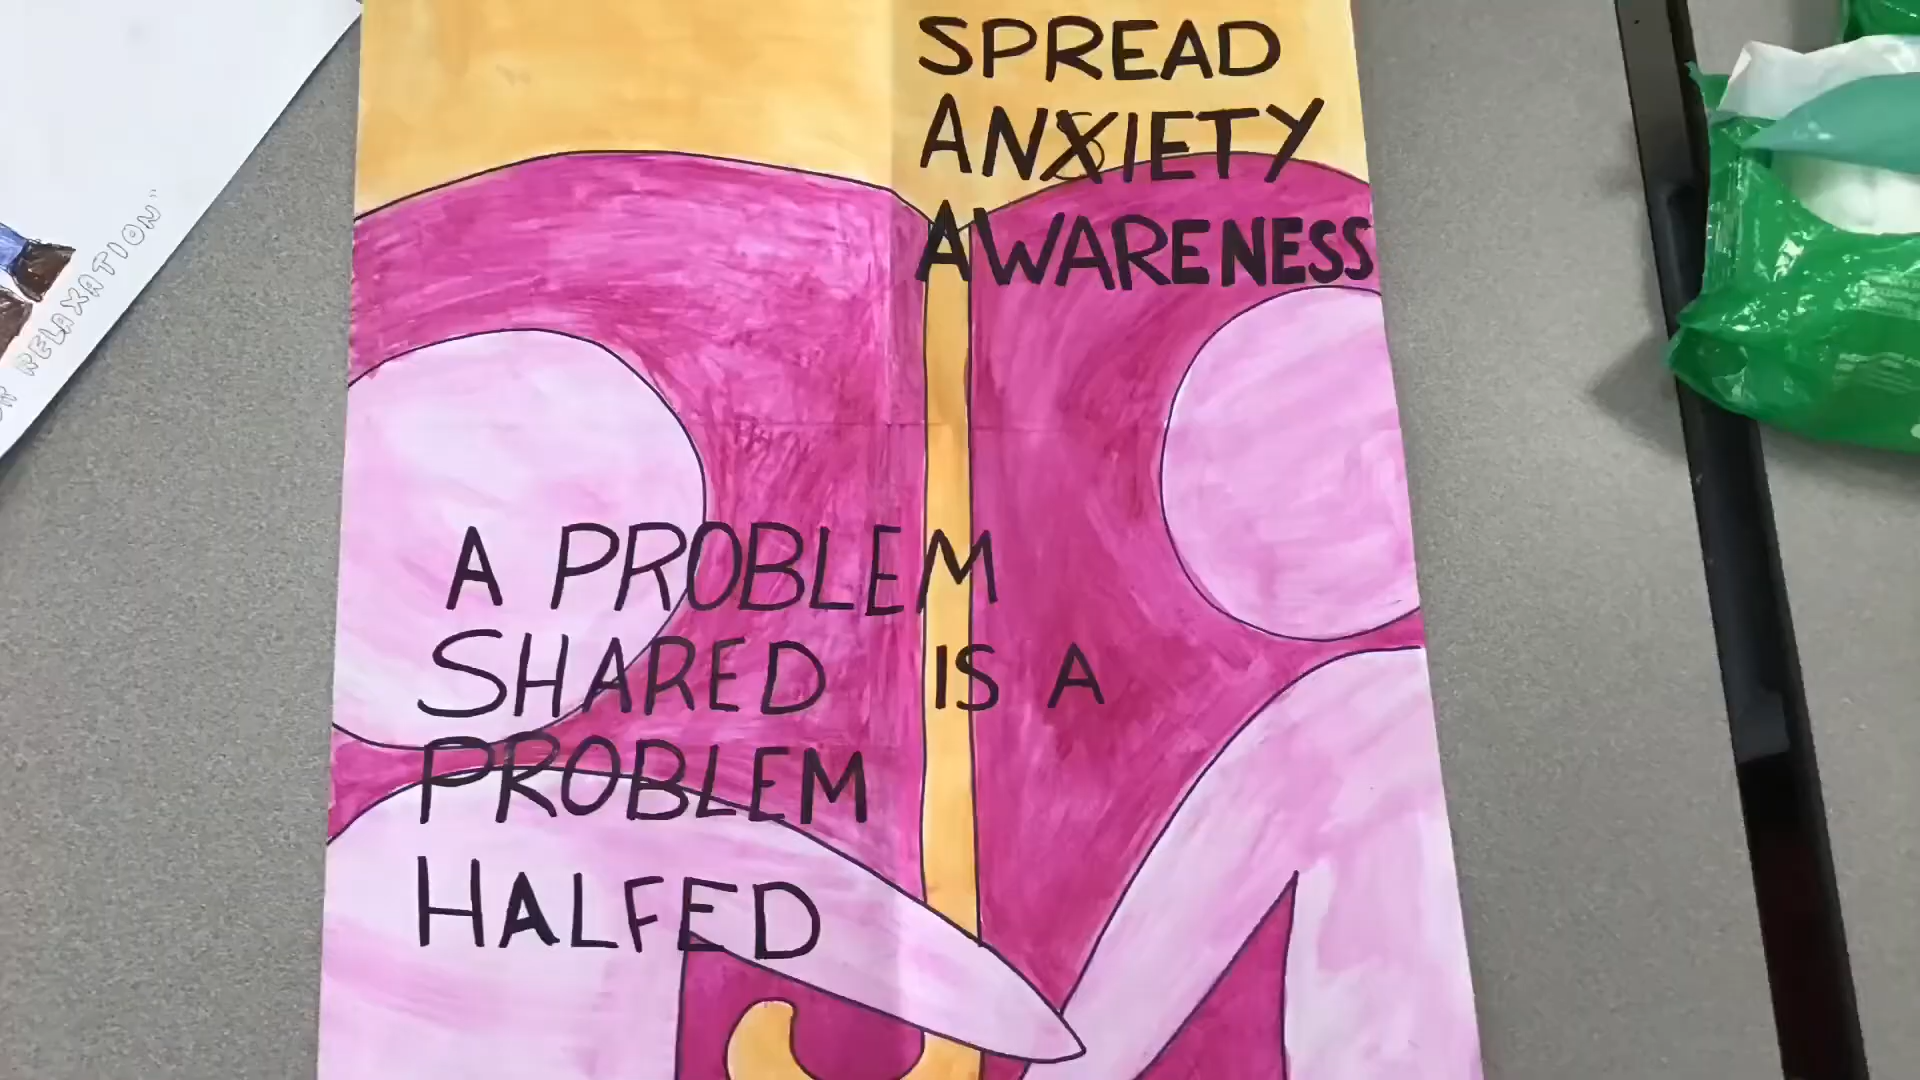 SPREAD
ANXIETY
AWARENESS
A PROBLEM
SHARED IS A
PROBLEM
HALFED
RELAXATION"